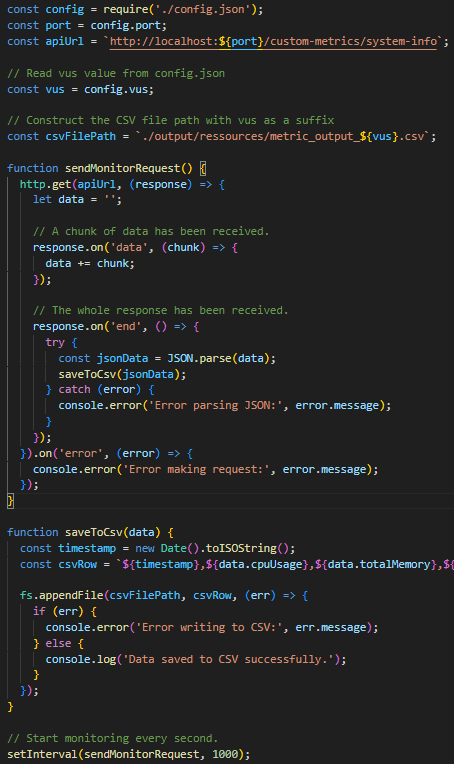 const config = require('./config.json');
const port = config.port;
const apiUrl = `http://localhost:${port}/custom-metrics/system-info`;

// Read vus value from config.json
const vus = config.vus;

// Construct the CSV file path with vus as a suffix
const csvFilePath = `./output/ressources/metric_output_${vus}.csv`;

function sendMonitorRequest() {
  http.get(apiUrl, (response) => {
    let data = '';

    // A chunk of data has been received.
    response.on('data', (chunk) => {
      data += chunk;
    });

    // The whole response has been received.
    response.on('end', () => {
      try {
        const jsonData = JSON.parse(data);
        saveToCsv(jsonData);
      } catch (error) {
        console.error('Error parsing JSON:', error.message);
      }
    });
  }).on('error', (error) => {
    console.error('Error making request:', error.message);
  });
}

function saveToCsv(data) {
  const timestamp = new Date().toISOString();
  const csvRow = `${timestamp},${data.cpuUsage},${data.totalMemory},${

  fs.appendFile(csvFilePath, csvRow, (err) => {
    if (err) {
      console.error('Error writing to CSV:', err.message);
    } else {
      console.log('Data saved to CSV successfully.');
    }
  });
}

// Start monitoring every second.
setInterval(sendMonitorRequest, 1000);